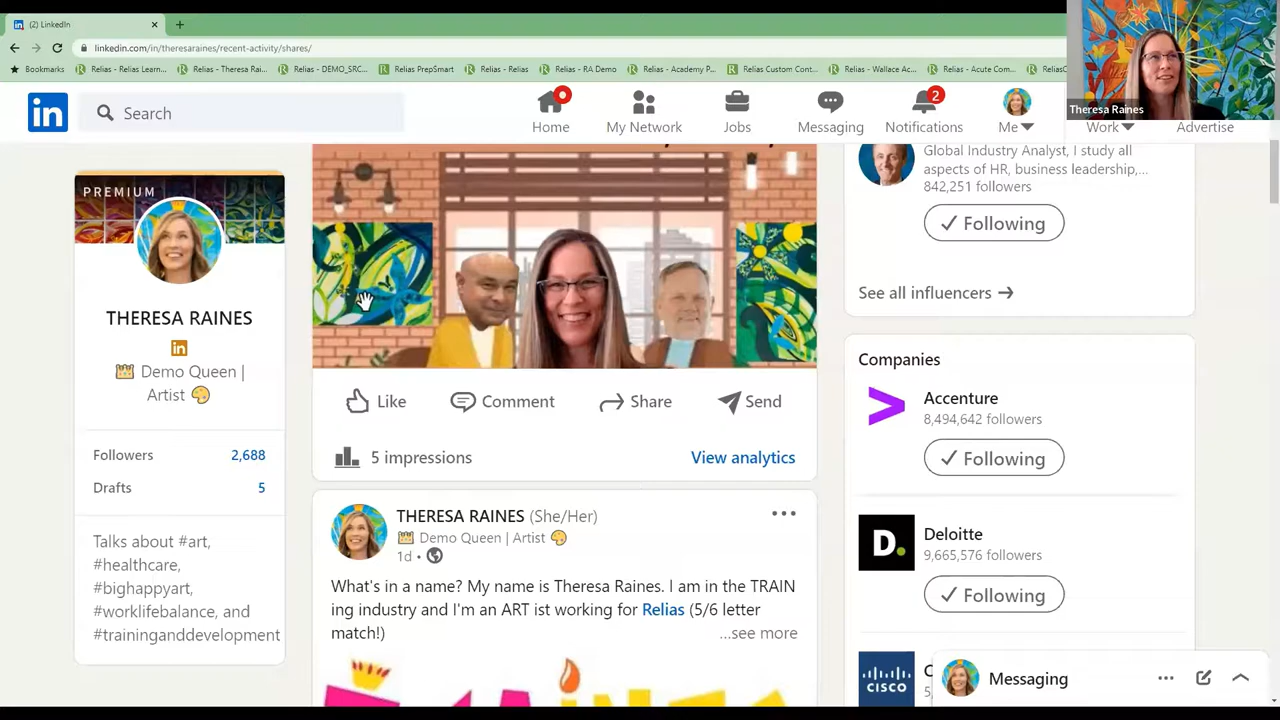 (2) LinkedIn
linkedin.com/in/theresaraines/recent-activity/shares/
Bookmarks
Relias - Relias Learn...
Relias - Theresa Rai...
Relias - DEMO_SRC...
Relias PrepSmart
Relias - Relias
Relias - RA Demo
Relias - Academy P...
Relias Custom Cont...
Relias - Wallace Ac...
Relias - Acute Com...
Theresa Raines
in
Search
Home
My Network
Jobs
Messaging
2
Notifications
Me
Work
Advertise
PREMIUM
THERESA RAINES
in
Demo Queen |
Artist
Followers 2,688
Drafts 5
Talks about #art,
#healthcare,
#bighappyart,
#worklifebalance, and
#traininganddevelopment
Like
Comment
Share
Send
5 impressions
View analytics
THERESA RAINES (She/Her)
Demo Queen | Artist
1d •
What's in a name? My name is Theresa Raines. I am in the TRAIN
ing industry and I'm an ART ist working for Relias (5/6 letter
match!)
...see more
Global Industry Analyst, I study all
aspects of HR, business leadership,...
842,251 followers
Following
See all influencers
Companies
Accenture
8,494,642 followers
Following
D.
Deloitte
9,665,576 followers
Following
CISCO
Messaging